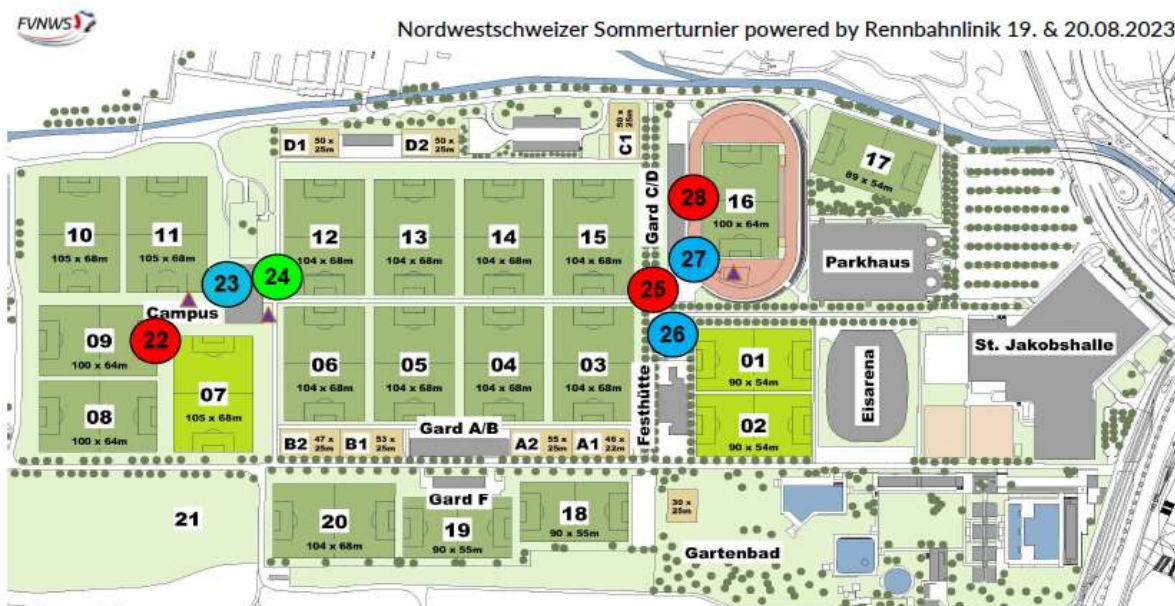 FVNWS
Nordwestschweizer Sommerturnier powered by Rennbahnlinik 19. & 20.08.2023
D1 50 x 25m
D2 50 x 25m
C1 50 x 25m
Gard C/D
17
89 x 54m
10
105 x 68m
11
105 x 68m
12
104 x 68m
13
104 x 68m
14
104 x 68m
15
104 x 68m
28
16
100 x 64m
27
Parkhaus
23
24
25
26
Campus
22
09
100 x 64m
08
100 x 64m
07
105 x 68m
06
104 x 68m
05
104 x 68m
04
104 x 68m
03
104 x 68m
01
90 x 54m
02
90 x 54m
Festhütte
Eisarena
St. Jakobshalle
Gard A/B
B2 47 x 25m
B1 53 x 25m
A2 55 x 25m
A1 46 x 22m
21
20
104 x 68m
Gard F
19
90 x 55m
18
90 x 55m
30 x 25m
Gartenbad